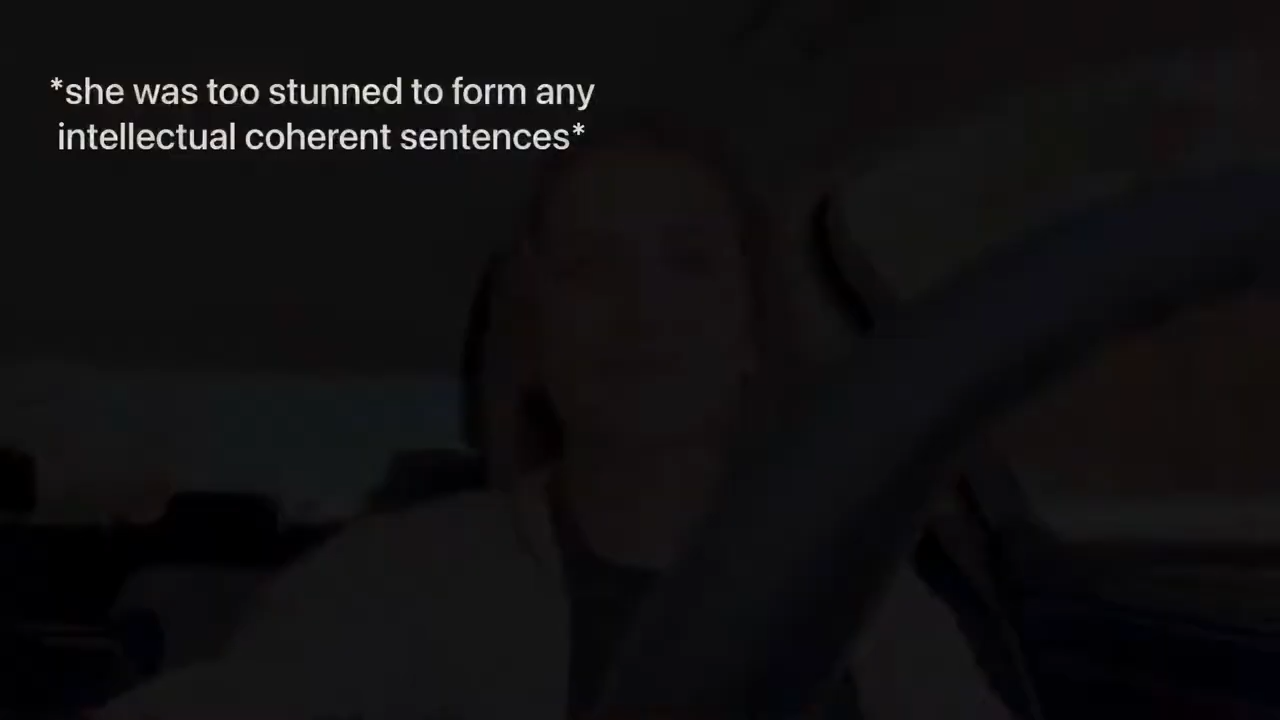 *she was too stunned to form any
intellectual coherent sentences*